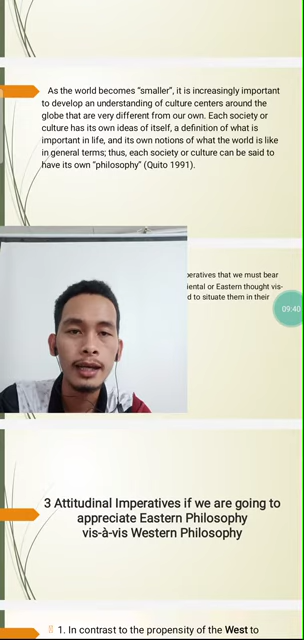 As the world becomes “smaller”, it is increasingly important
to develop an understanding of culture centers around the
globe that are very different from our own. Each society or
culture has its own ideas of itself, a definition of what is
important in life, and its own notions of what the world is like
in general terms; thus, each society or culture can be said to
have its own “philosophy” (Quito 1991).
peratives that we must bear
iental or Eastern thought vis-
d to situate them in their
09:40
3 Attitudinal Imperatives if we are going to
appreciate Eastern Philosophy
vis-à-vis Western Philosophy
1. In contrast to the propensity of the West to